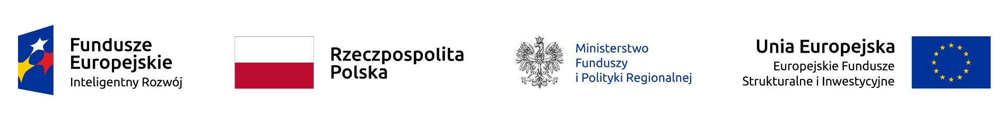 Fundusze
Europejskie
Inteligentny Rozwój
Rzeczpospolita
Polska
Ministerstwo
Funduszy
i Polityki Regionalnej
Unia Europejska
Europejskie Fundusze
Strukturalne i Inwestycyjne